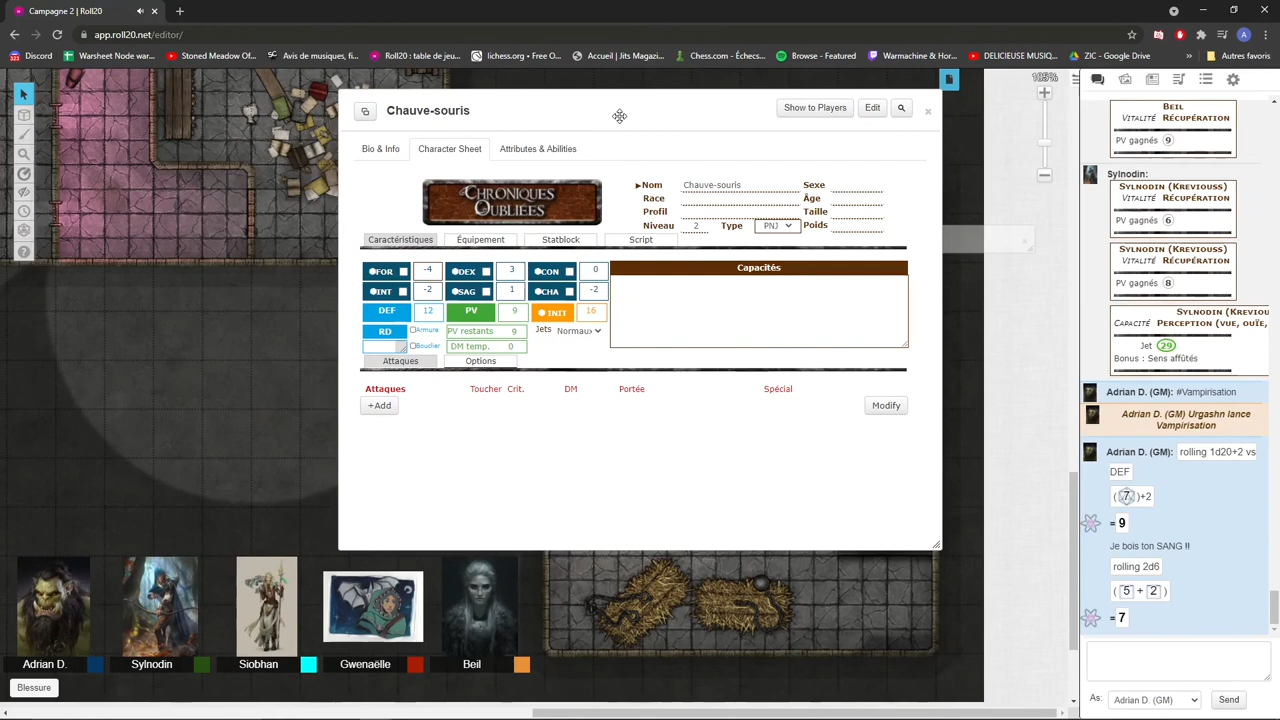 Campagne 2 | Roll20
app.roll20.net/editor/
Discord
Warsheet Node war...
Stoned Meadow Of...
Avis de musiques, fi...
Roll20 : table de jeu...
lichess.org • Free O...
Accueil | Jits Magazi...
Chess.com - Échecs...
Browse - Featured
Warmachine & Hor...
DELICIEUSE MUSIQ...
ZIC - Google Drive
»
Autres favoris
105%
Chauve-souris
Show to Players
Edit
Bio & Info
Character Sheet
Attributes & Abilities
CHRONIQUES
OUBLIÉES
Nom Chauve-souris Sexe
Race Âge
Profil Taille
Niveau 2 Type PNJ Poids
Caractéristiques
Équipement
Statblock
Script
FOR -4 DEX 3 CON 0
INT -2 SAG 1 CHA -2
DEF 12 PV 9 INIT 16
RD Armure PV restants 9 Jets Normaux
Bouclier DM temp. 0
Capacités
Attaques
Options
Attaques Toucher Crit. DM Portée Spécial
+Add
Modify
Adrian D.
Sylnodin
Siobhan
Gwenaëlle
Beil
Blessure
BEIL
VITALITÉ RÉCUPÉRATION
PV gagnés 9
Sylnodin:
SYLNODIN (KREVIOUSS)
VITALITÉ RÉCUPÉRATION
PV gagnés 6
SYLNODIN (KREVIOUSS)
VITALITÉ RÉCUPÉRATION
PV gagnés 8
SYLNODIN (KREVIOU
CAPACITÉ PERCEPTION (VUE, OUÏE,
Jet 29
Bonus : Sens affûtés
Adrian D. (GM): #Vampirisation
Adrian D. (GM) Urgashn lance
Vampirisation
Adrian D. (GM): rolling 1d20+2 vs
DEF
(7)+2
= 9
Je bois ton SANG !!
rolling 2d6
(5 + 2)
= 7
As: Adrian D. (GM) Send